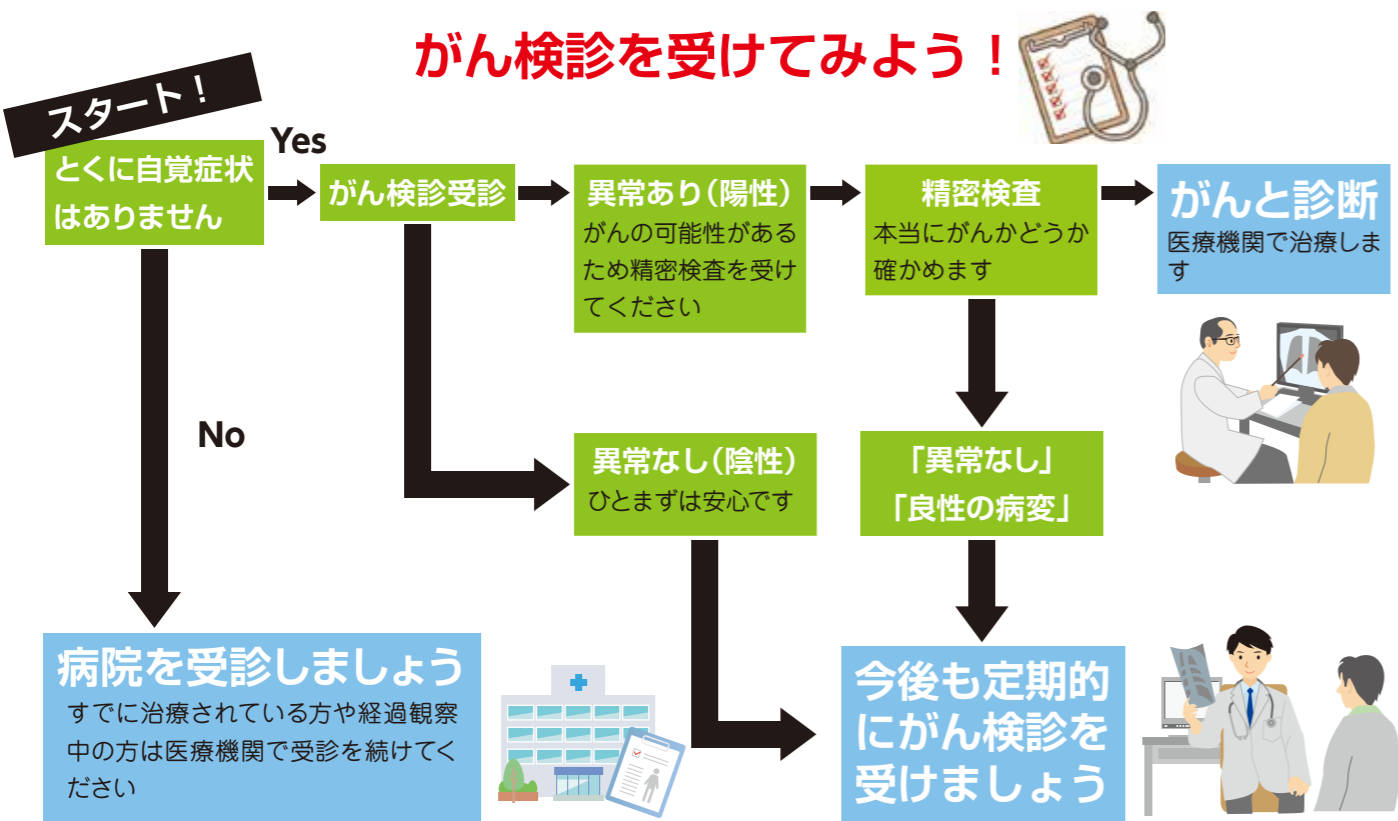 がん検診を受けてみよう！
スタート！
とくに自覚症状
はありません
Yes
がん検診受診
異常あり（陽性）
がんの可能性がある
ため精密検査を受け
てください
精密検査
本当にがんかどうか
確かめます
がんと診断
医療機関で治療しま
す
No
異常なし（陰性）
ひとまずは安心です
「異常なし」
「良性の病変」
病院を受診しましょう
すでに治療されている方や経過観察
中の方は医療機関で受診を続けてく
ださい
今後も定期的
にがん検診を
受けましょう